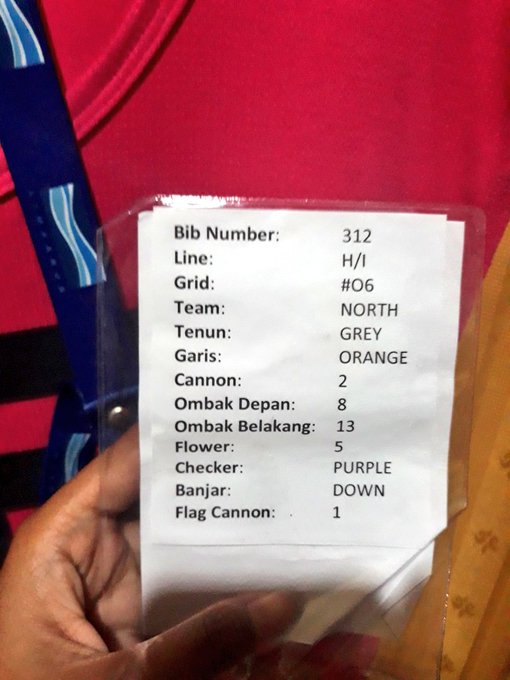 Bib Number: 312
Line: H/I
Grid: #O6
Team: NORTH
Tenun: GREY
Garis: ORANGE
Cannon: 2
Ombak Depan: 8
Ombak Belakang: 13
Flower: 5
Checker: PURPLE
Banjar: DOWN
Flag Cannon: 1